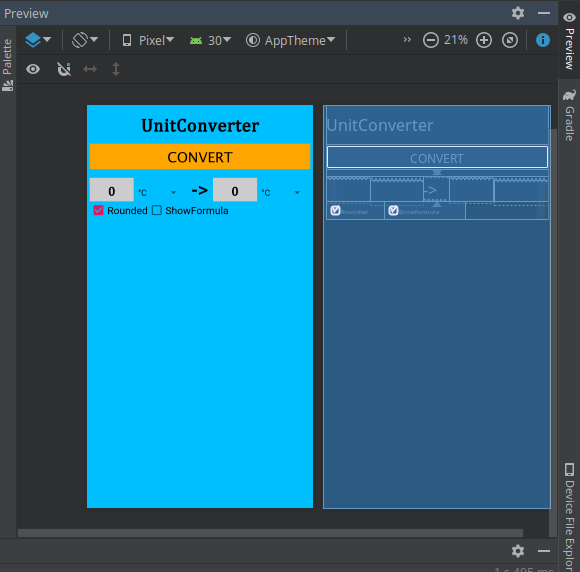 Preview
Palette
Pixel
30
AppTheme
21%
Preview
Gradle
UnitConverter
CONVERT
0 °C -> 0 °C
Rounded ShowFormula
UnitConverter
CONVERT
->
Rounded ShowFormula
Device File Explor
1 s 495 ms